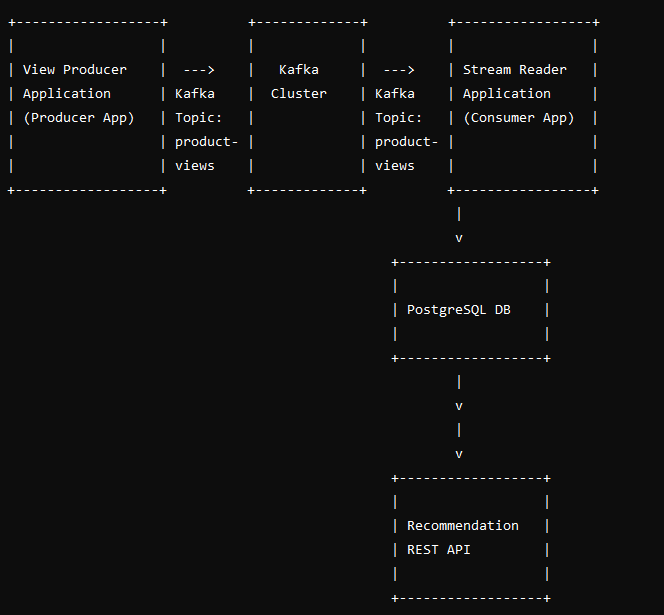 +------------------+          +-------------+          +-----------------+
|                  |          |             |          |                 |
| View Producer    |  --->    |   Kafka     |  --->    | Stream Reader   |
| Application      | Kafka    |  Cluster    | Kafka    | Application     |
| (Producer App)   | Topic:   |             | Topic:   | (Consumer App)  |
|                  | product- |             | product- |                 |
|                  | views    |             | views    |                 |
+------------------+          +-------------+          +-----------------+
                                                        |
                                                        v
                                                +------------------+
                                                |                  |
                                                | PostgreSQL DB    |
                                                |                  |
                                                +------------------+
                                                        |
                                                        v
                                                        |
                                                        v
                                                +------------------+
                                                |                  |
                                                | Recommendation   |
                                                | REST API         |
                                                |                  |
                                                +------------------+